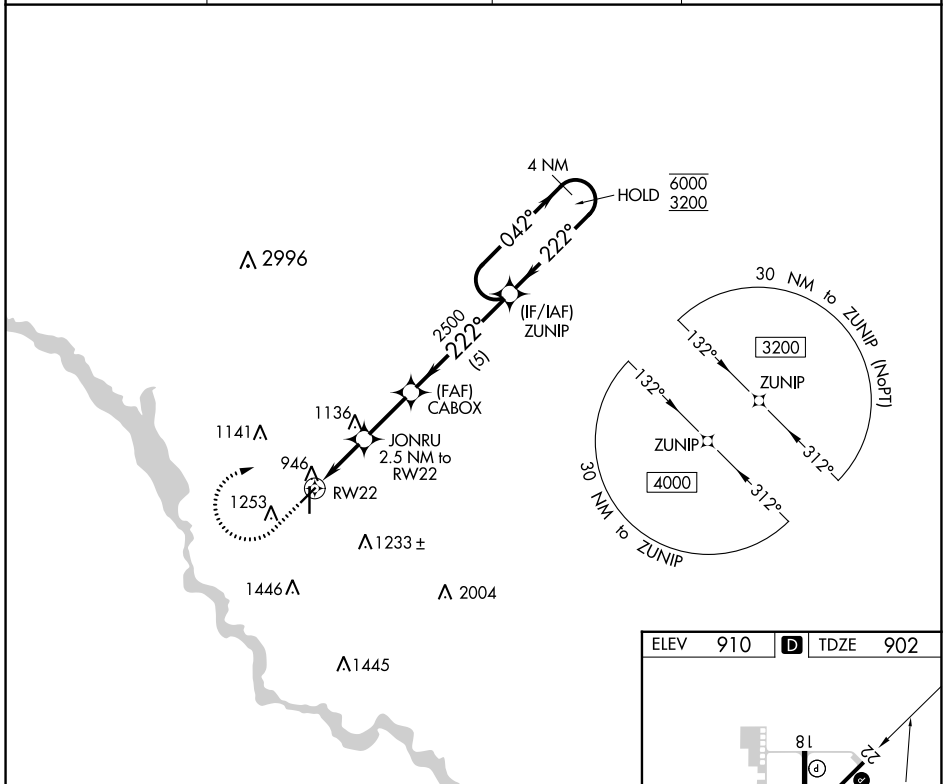 4 NM
HOLD 6000
3200
042°
222°
2996
(IF/IAF)
ZUNIP
2500
222°
(5)
30 NM to ZUNIP (NoPT)
132°
3200
ZUNIP
312°
132°
ZUNIP
4000
312°
30 NM to ZUNIP
(FAF)
CABOX
1136
1141
JONRU
2.5 NM to
RW22
946
RW22
1253
1233 ±
1446
2004
1445
ELEV 910 D TDZE 902
18
22
P
P